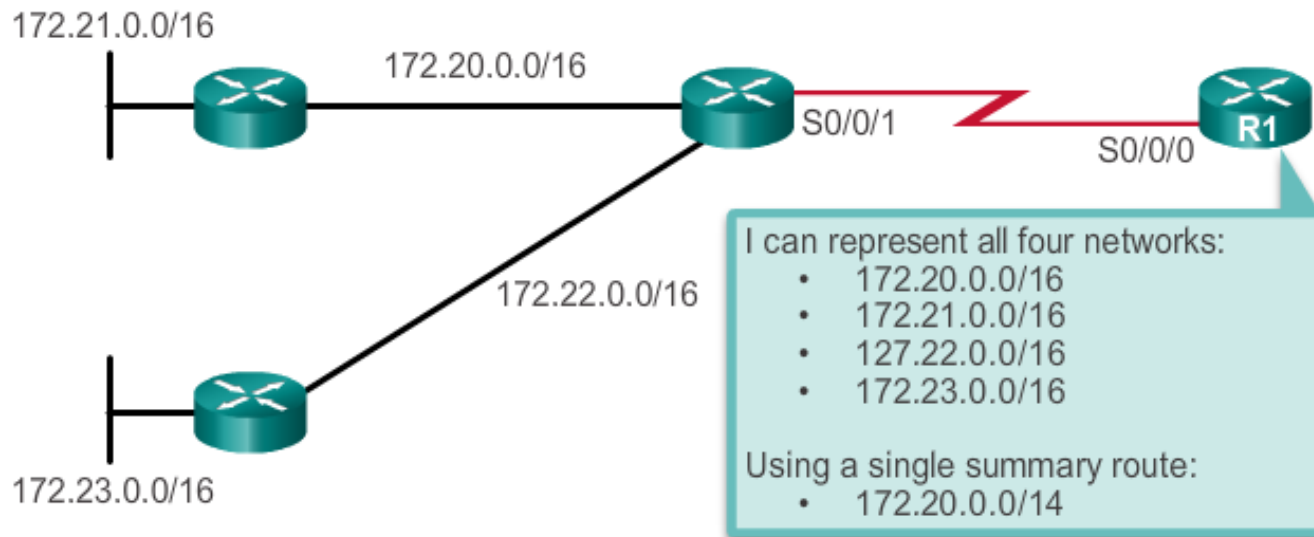 172.21.0.0/16
172.20.0.0/16
S0/0/1
S0/0/0
R1
172.22.0.0/16
172.23.0.0/16
I can represent all four networks:
• 172.20.0.0/16
• 172.21.0.0/16
• 127.22.0.0/16
• 172.23.0.0/16
Using a single summary route:
• 172.20.0.0/14